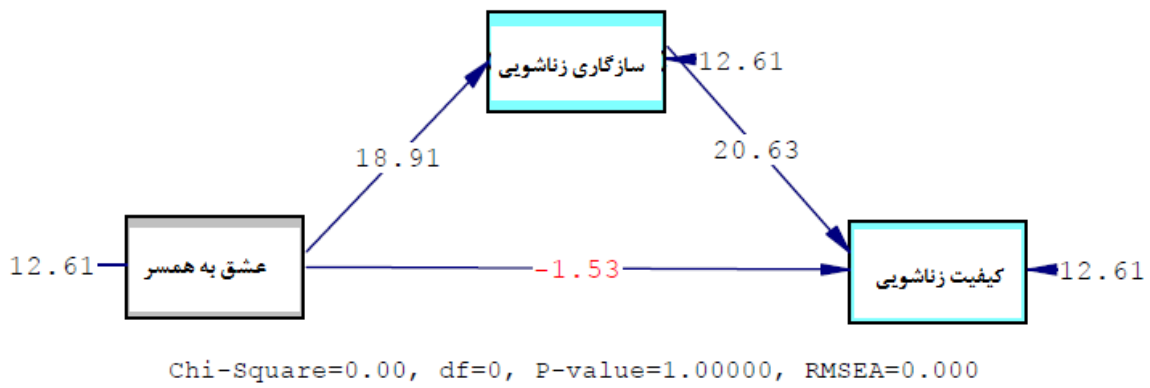 سازگاری زناشویی
12.61
18.91
20.63
12.61
عشق به همسر
-1.53
کیفیت زناشویی
12.61
Chi-Square=0.00, df=0, P-value=1.00000, RMSEA=0.000